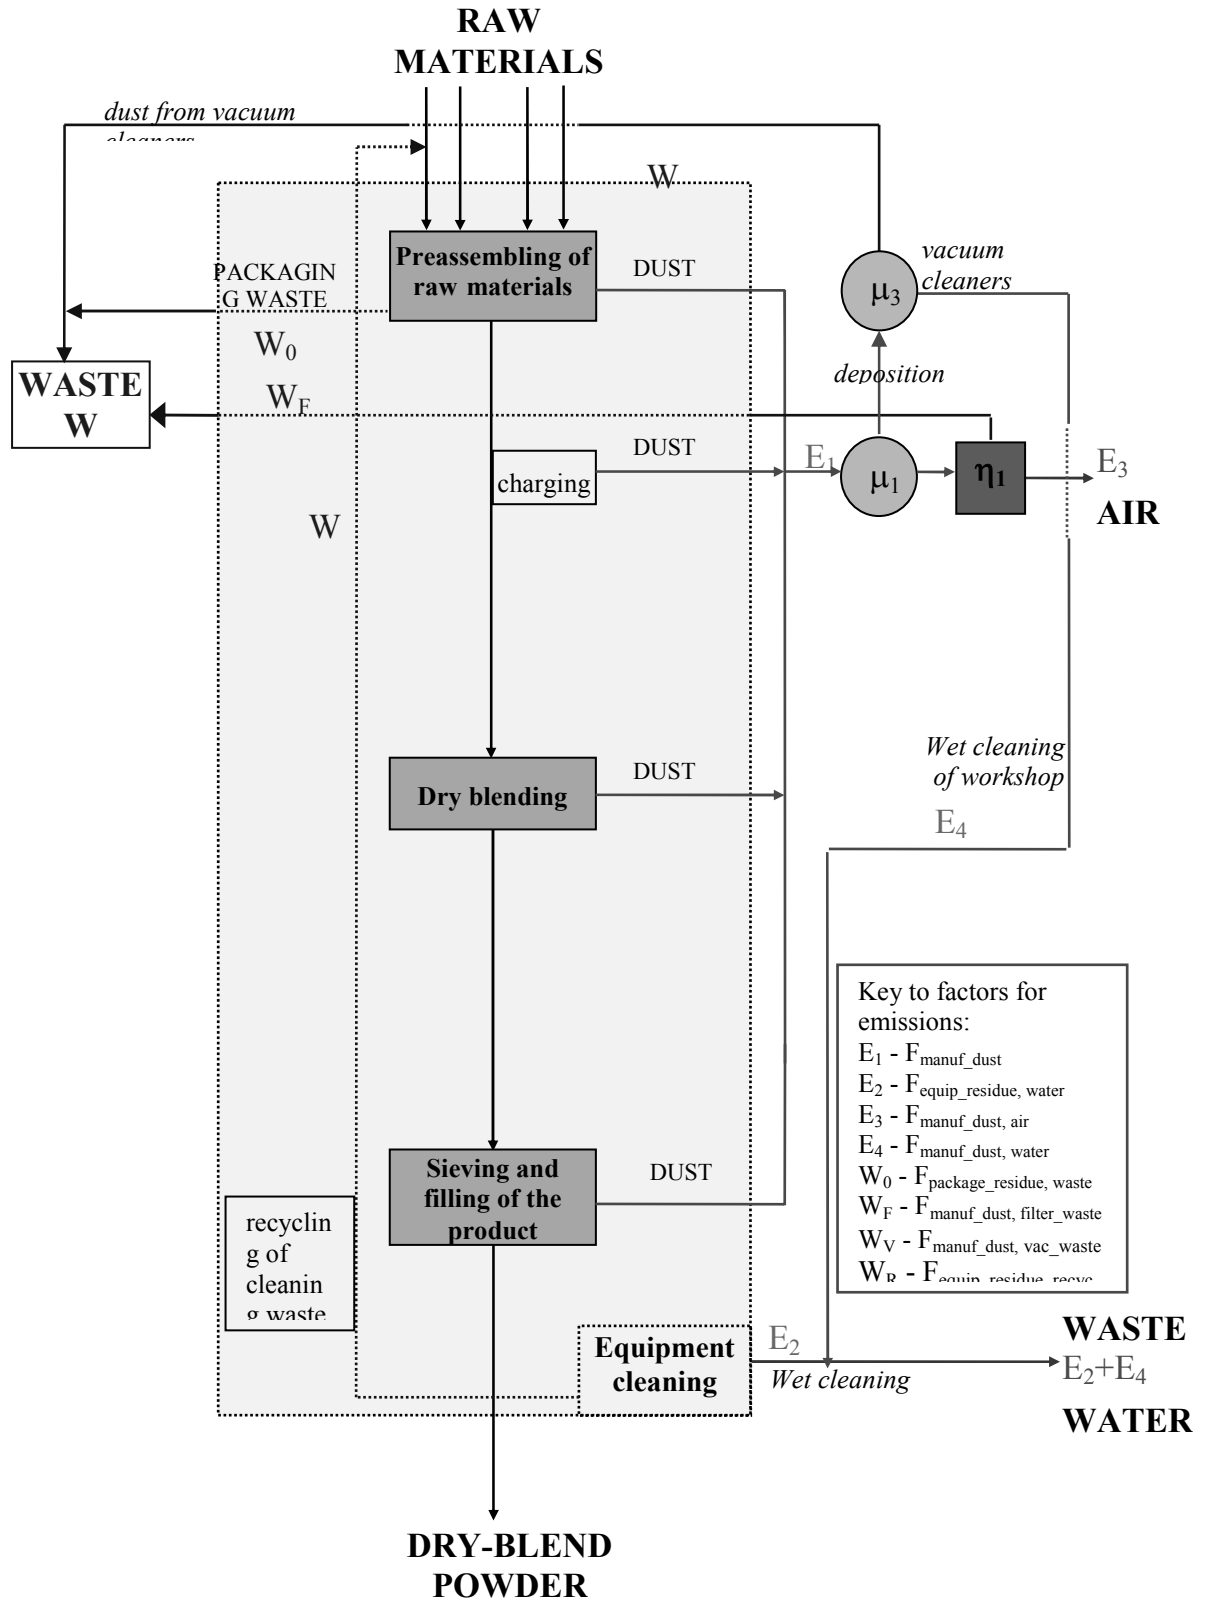 RAW
MATERIALS
dust from vacuum
cleaners
W
Preassembling of
raw materials
DUST
vacuum
cleaners
μ3
PACKAGIN
G WASTE
W0
deposition
WASTE
W
WF
DUST
charging
E1
μ1
η1
E3
AIR
W
Wet cleaning
of workshop
DUST
Dry blending
E4
Key to factors for
emissions:
E1 - Fmanuf_dust
E2 - Fequip_residue, water
E3 - Fmanuf_dust, air
E4 - Fmanuf_dust, water
W0 - Fpackage_residue, waste
WF - Fmanuf_dust, filter_waste
WV - Fmanuf_dust, vac_waste
WR - Fequip_residue_recyc
Sieving and
filling of the
product
DUST
recyclin
g of
cleanin
g waste
Equipment
cleaning
E2
Wet cleaning
WASTE
E2+E4
WATER
DRY-BLEND
POWDER